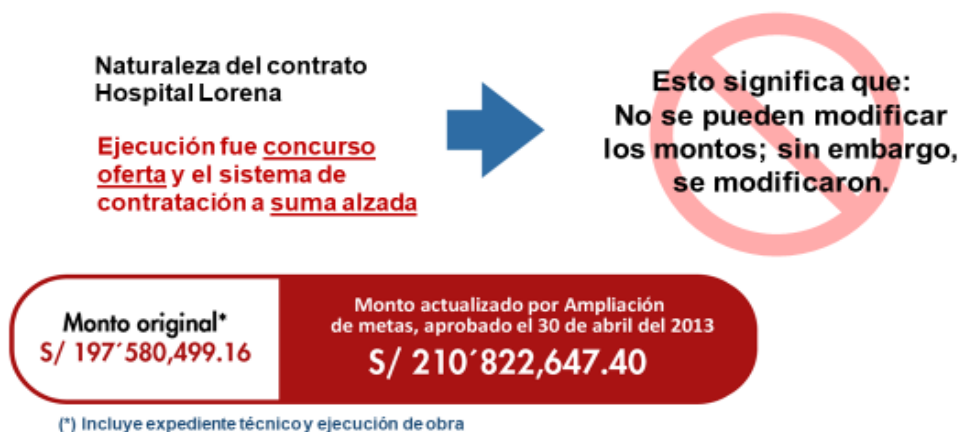 Naturaleza del contrato
Hospital Lorena
Ejecución fue concurso
oferta y el sistema de
contratación a suma alzada
Esto significa que:
No se pueden modificar
los montos; sin embargo,
se modificaron.
Monto original*
S/ 197´580,499.16
Monto actualizado por Ampliación
de metas, aprobado el 30 de abril del 2013
S/ 210´822,647.40
(*) Incluye expediente técnico y ejecución de obra